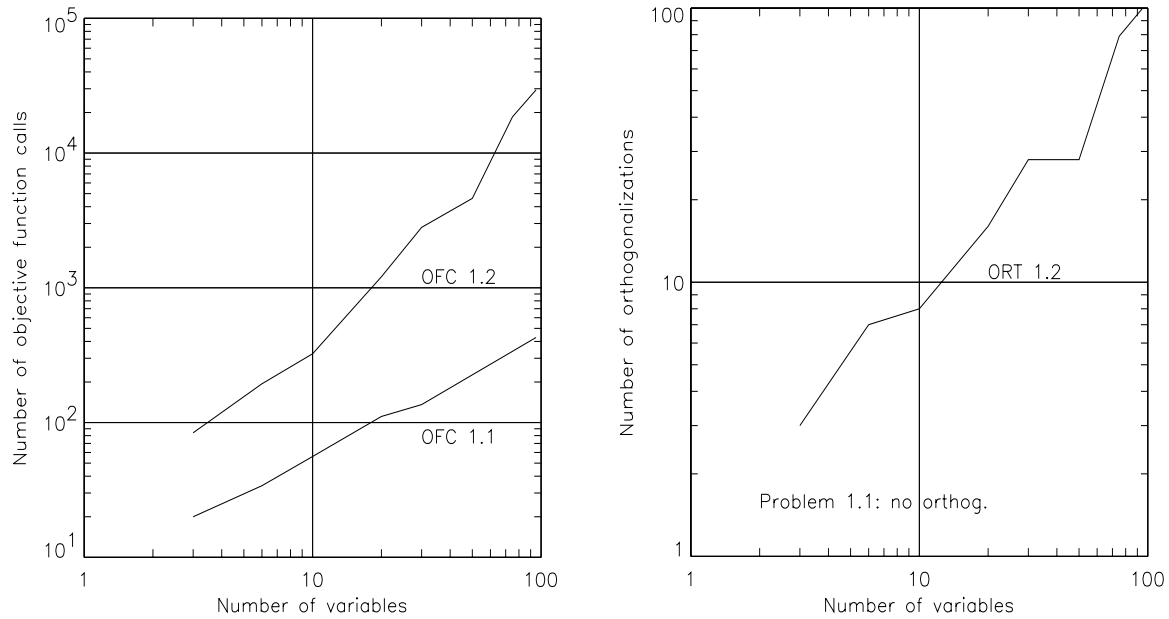 Number of objective function calls
10^5
10^4
10^3
10^2
10^1
OFC 1.2
OFC 1.1
1 10 100
Number of variables
Number of orthogonalizations
100
10
1
ORT 1.2
Problem 1.1: no orthog.
1 10 100
Number of variables